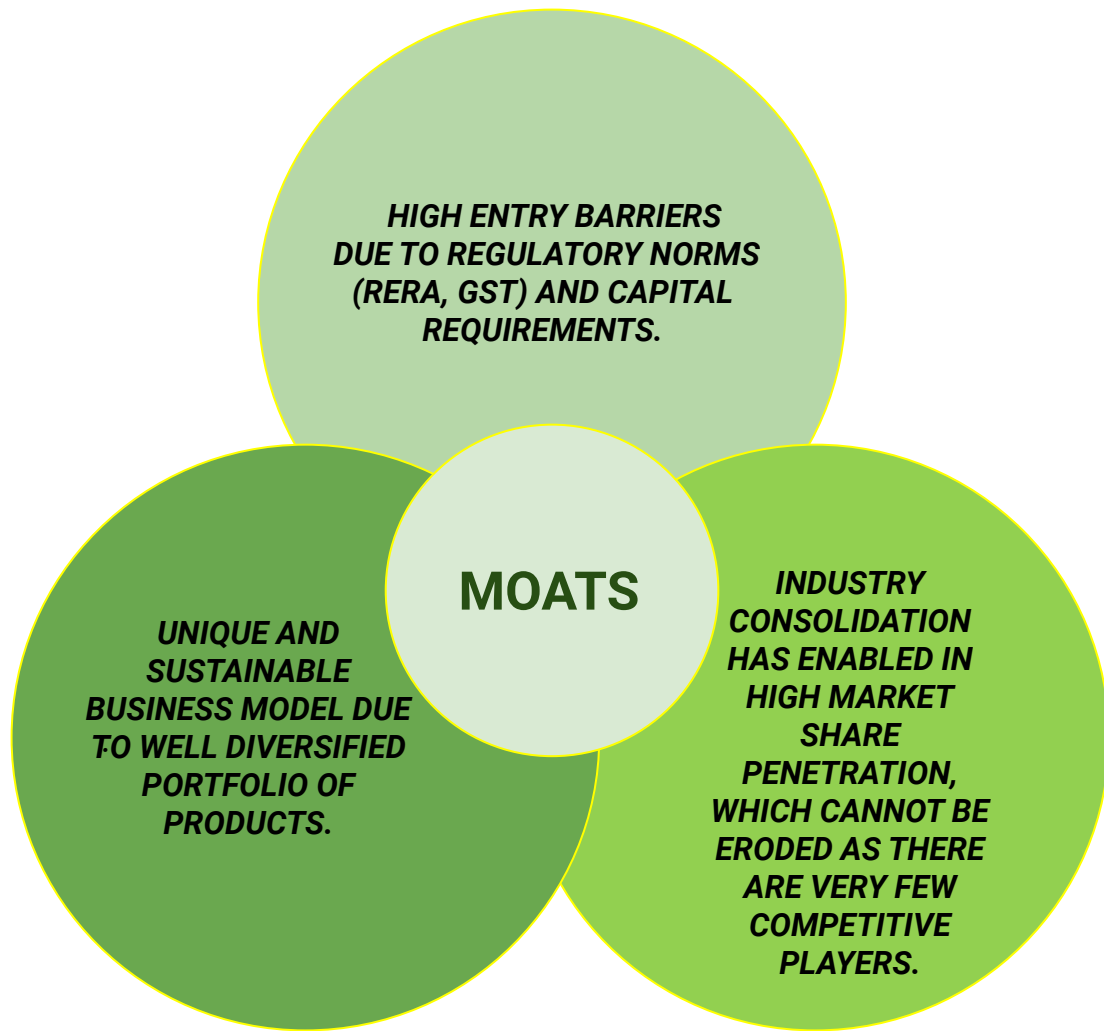 HIGH ENTRY BARRIERS
DUE TO REGULATORY NORMS
(RERA, GST) AND CAPITAL
REQUIREMENTS.
MOATS
UNIQUE AND
SUSTAINABLE
BUSINESS MODEL DUE
TO WELL DIVERSIFIED
PORTFOLIO OF
PRODUCTS.
.
INDUSTRY
CONSOLIDATION
HAS ENABLED IN
HIGH MARKET
SHARE
PENETRATION,
WHICH CANNOT BE
ERODED AS THERE
ARE VERY FEW
COMPETITIVE
PLAYERS.